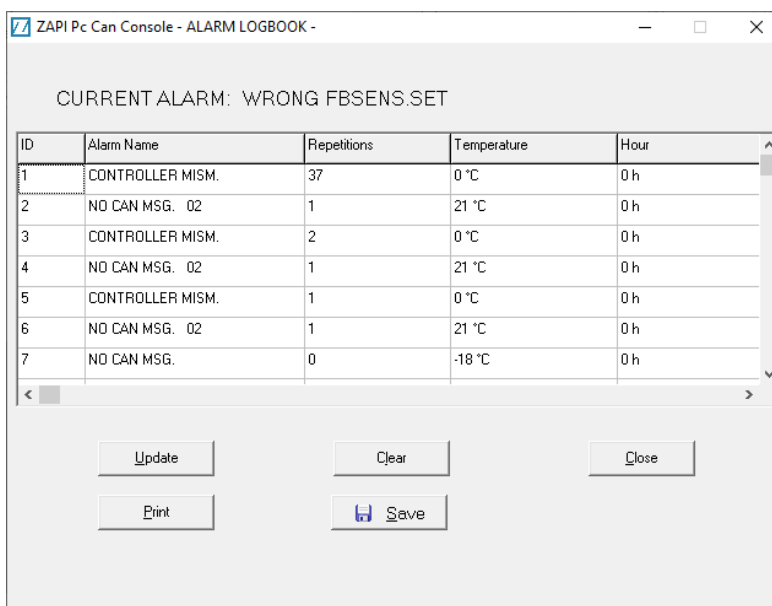 ZAPI Pc Can Console - ALARM LOGBOOK -
CURRENT ALARM: WRONG FBSENS.SET
ID Alarm Name Repetitions Temperature Hour
1 CONTROLLER MISM. 37 0 °C 0 h
2 NO CAN MSG. 02 1 21 °C 0 h
3 CONTROLLER MISM. 2 0 °C 0 h
4 NO CAN MSG. 02 1 21 °C 0 h
5 CONTROLLER MISM. 1 0 °C 0 h
6 NO CAN MSG. 02 1 21 °C 0 h
7 NO CAN MSG. 0 -18 °C 0 h
Update Clear Close
Print Save